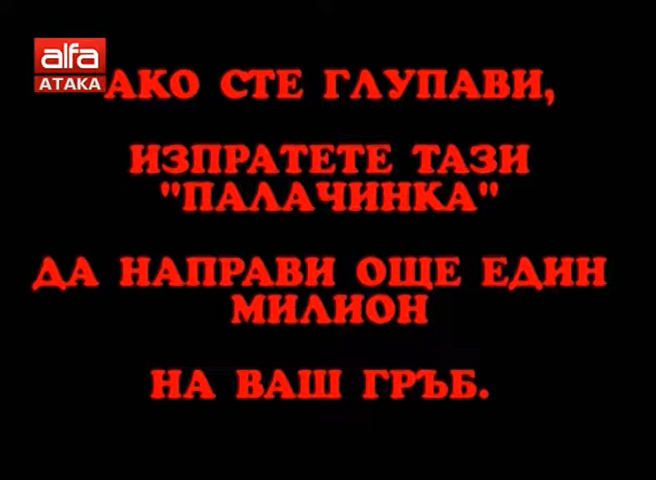 alfa
АТАКА
АКО СТЕ ГЛУПАВИ,
ИЗПРАТЕТЕ ТАЗИ
"ПАЛАЧИНКА"
ДА НАПРАВИ ОЩЕ ЕДИН
МИЛИОН
НА ВАШ ГРЪБ.